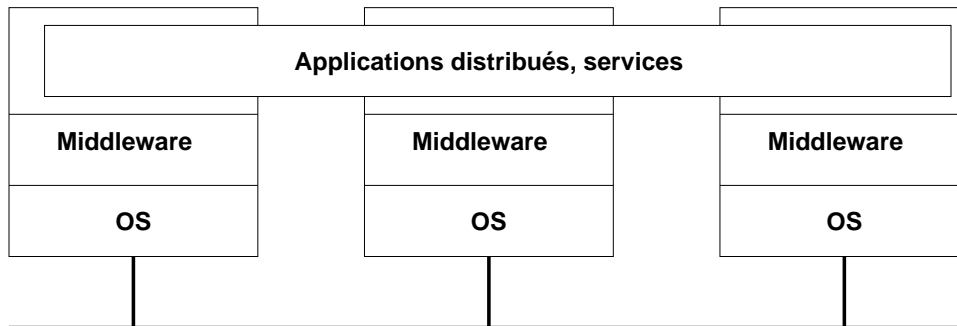 Applications distribués, services
Middleware
Middleware
Middleware
OS
OS
OS